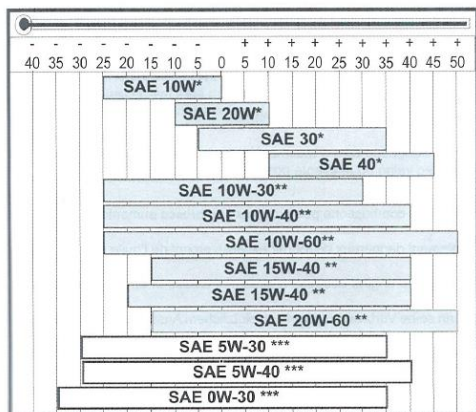 - - - - - - - - + + + + + + + + + +
40 35 30 25 20 15 10 5 0 5 10 15 20 25 30 35 40 45 50
SAE 10W*
SAE 20W*
SAE 30*
SAE 40*
SAE 10W-30**
SAE 10W-40**
SAE 10W-60**
SAE 15W-40 **
SAE 15W-40 **
SAE 20W-60 **
SAE 5W-30 ***
SAE 5W-40 ***
SAE 0W-30 ***